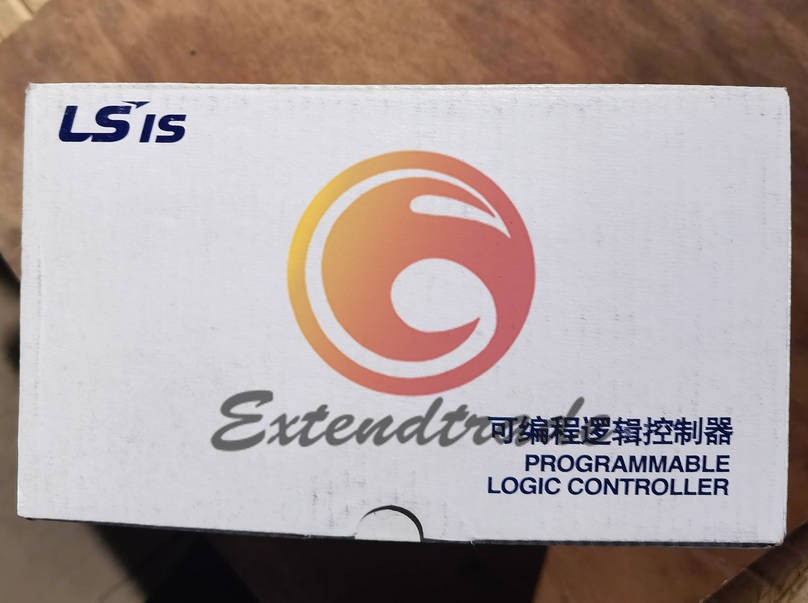 LS IS
Extendtrade
可编程逻辑控制器
PROGRAMMABLE
LOGIC CONTROLLER